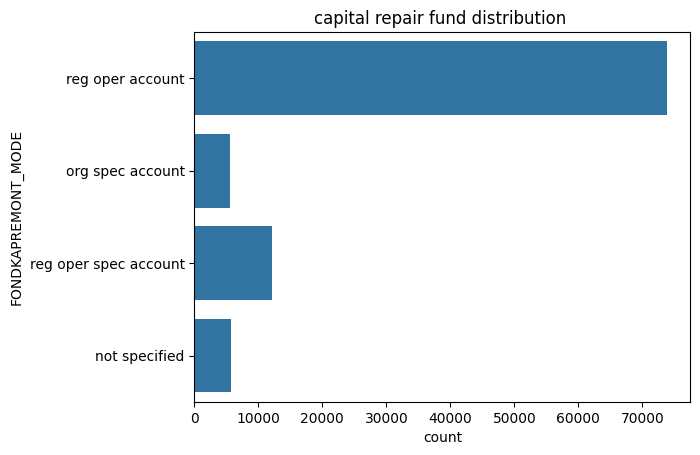 capital repair fund distribution
FONDKAPREMONT_MODE
reg oper account
org spec account
reg oper spec account
not specified
0 10000 20000 30000 40000 50000 60000 70000
count